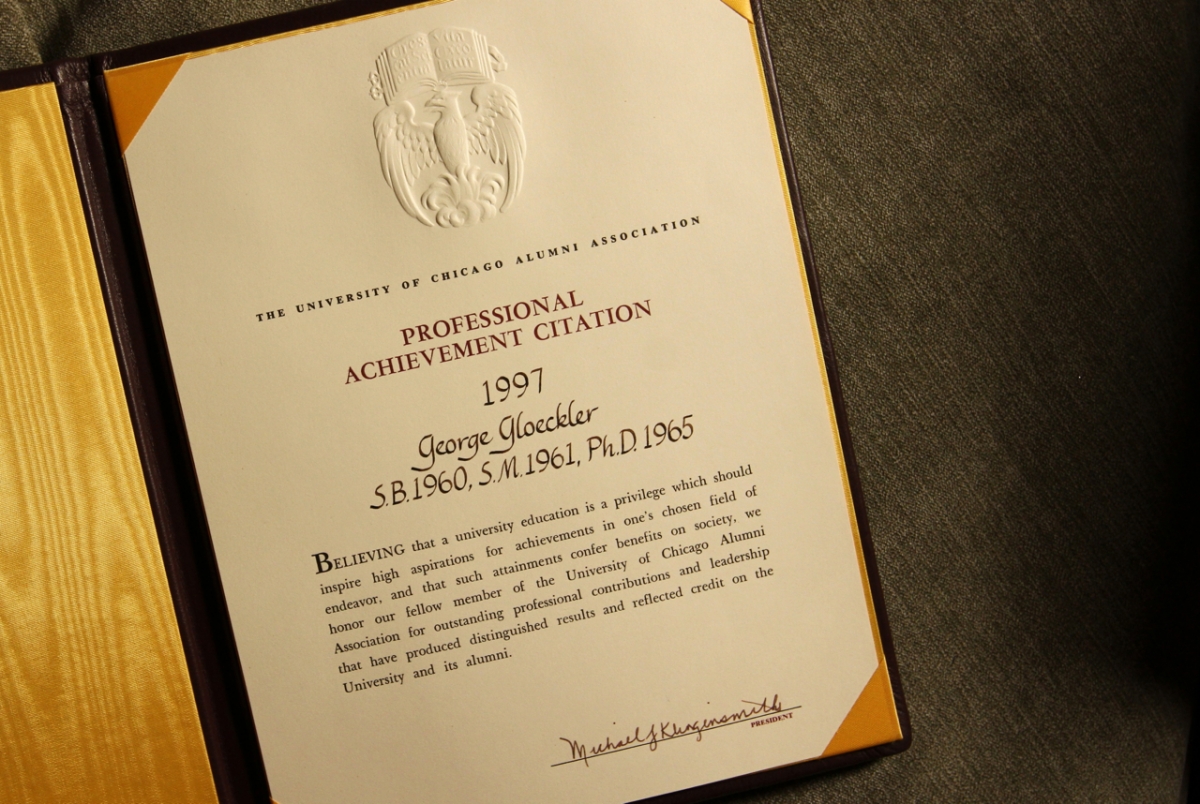 THE UNIVERSITY OF CHICAGO ALUMNI ASSOCIATION
PROFESSIONAL
ACHIEVEMENT CITATION
1997
George Gloeckler
S.B. 1960, S.M. 1961, Ph.D. 1965
BELIEVING that a university education is a privilege which should
inspire high aspirations for achievements in one's chosen field of
endeavor, and that such attainments confer benefits on society, we
honor our fellow member of the University of Chicago Alumni
Association for outstanding professional contributions and leadership
that have produced distinguished results and reflected credit on the
University and its alumni.
Michael J Klingensmith
PRESIDENT